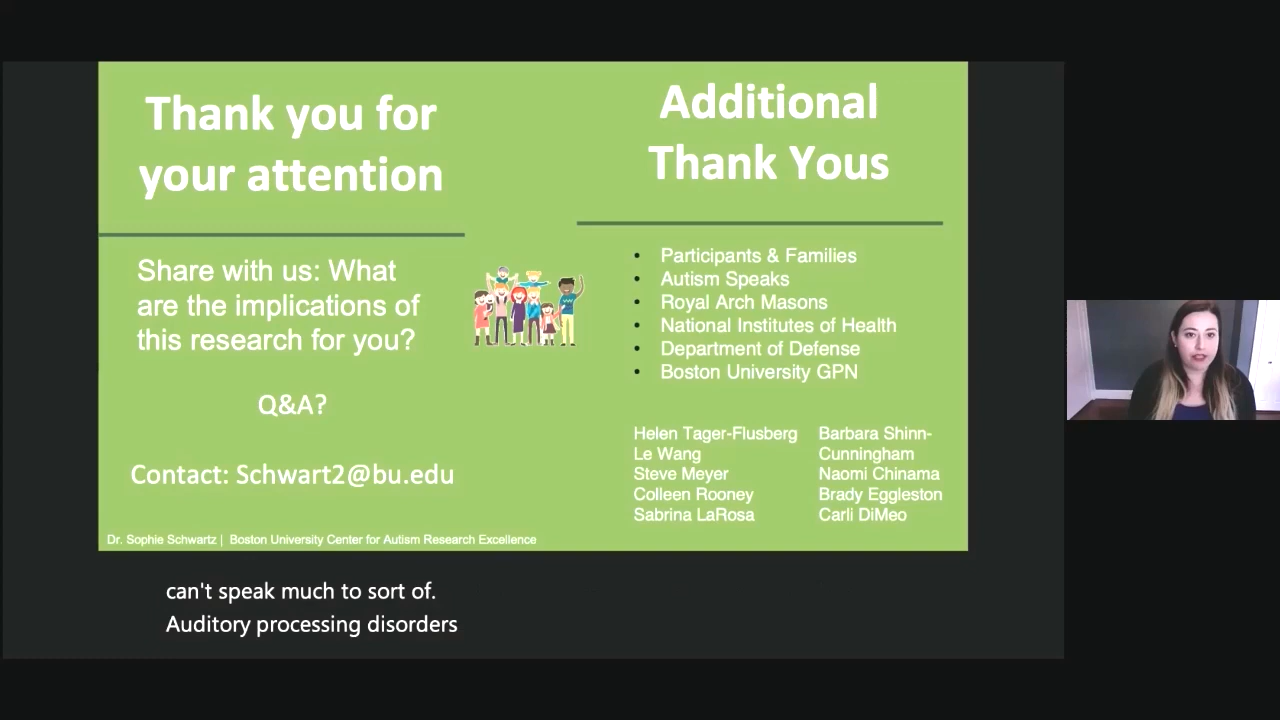 Thank you for
your attention
Share with us: What
are the implications of
this research for you?
Q&A?
Contact: Schwart2@bu.edu
Dr. Sophie Schwartz | Boston University Center for Autism Research Excellence
Additional
Thank Yous
• Participants & Families
• Autism Speaks
• Royal Arch Masons
• National Institutes of Health
• Department of Defense
• Boston University GPN
Helen Tager-Flusberg
Le Wang
Steve Meyer
Colleen Rooney
Sabrina LaRosa
Barbara Shinn-
Cunningham
Naomi Chinama
Brady Eggleston
Carli DiMeo
can't speak much to sort of.
Auditory processing disorders